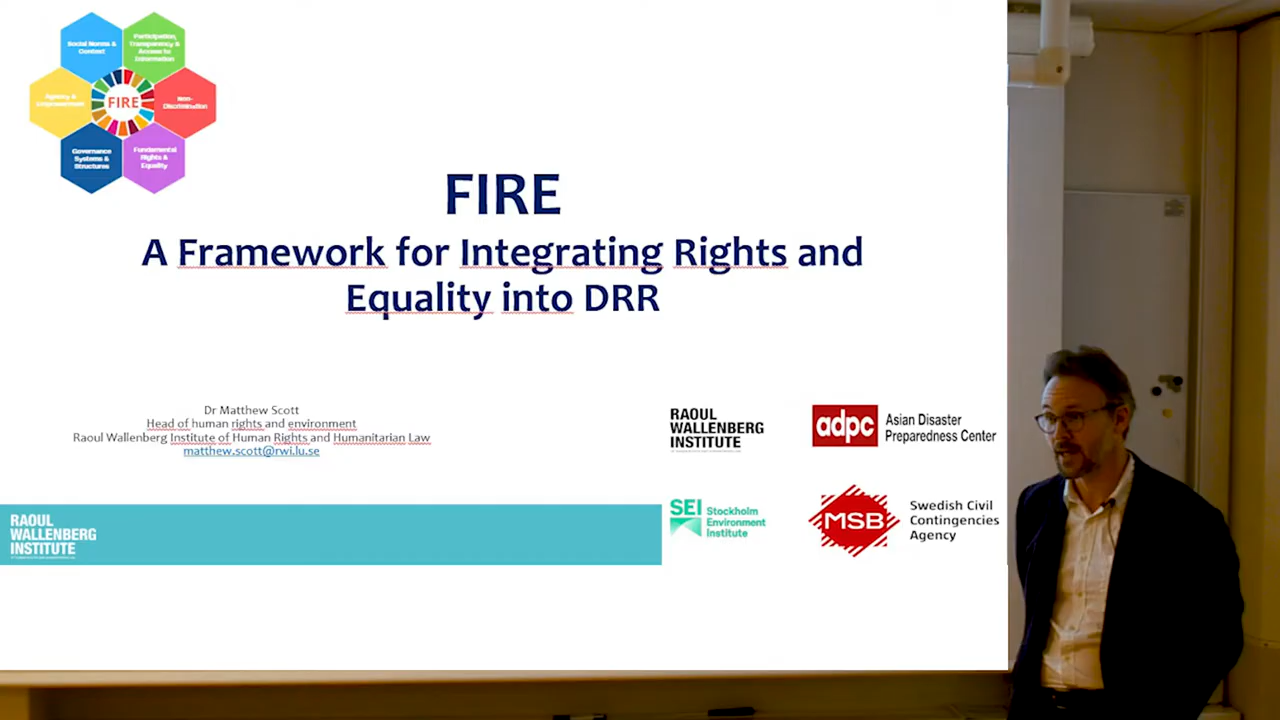 Social Norms &
Context
Participation,
Transparency &
Access to
Information
Agency &
Empowerment
FIRE
Non-
Discrimination
Governance
Systems &
Structures
Fundamental
Rights &
Equality
FIRE
A Framework for Integrating Rights and
Equality into DRR
Dr Matthew Scott
Head of human rights and environment
Raoul Wallenberg Institute of Human Rights and Humanitarian Law
matthew.scott@rwi.lu.se
RAOUL
WALLENBERG
INSTITUTE
adpc Asian Disaster
Preparedness Center
SEI Stockholm
Environment
Institute
MSB Swedish Civil
Contingencies
Agency
RAOUL
WALLENBERG
INSTITUTE